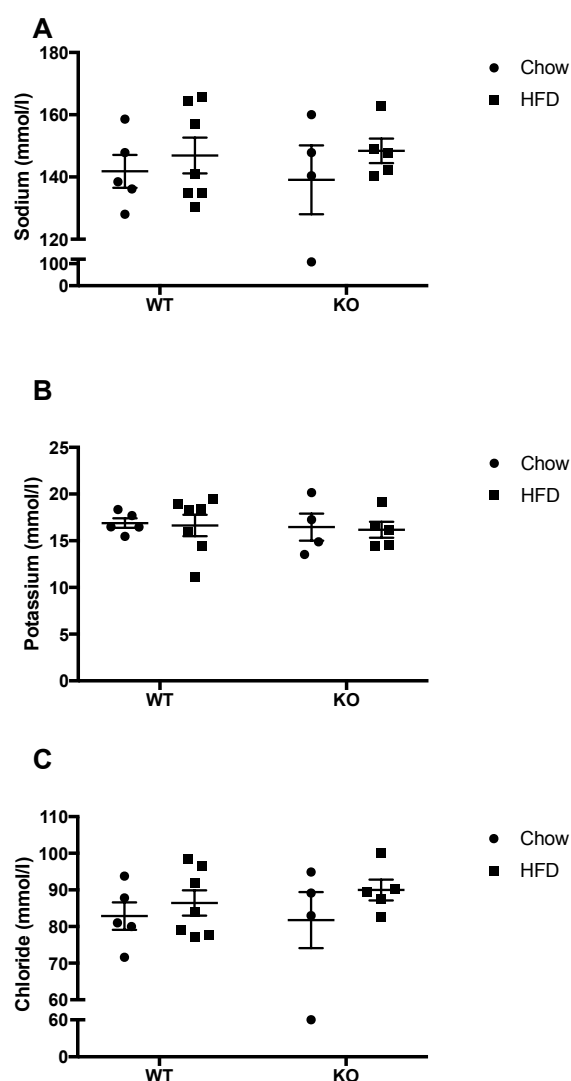 A
Sodium (mmol/l)
180
160
140
120
100
0
WT
KO
Chow
HFD
B
Potassium (mmol/l)
25
20
15
10
5
0
WT
KO
Chow
HFD
C
Chloride (mmol/l)
110
100
90
80
70
60
60
0
WT
KO
Chow
HFD